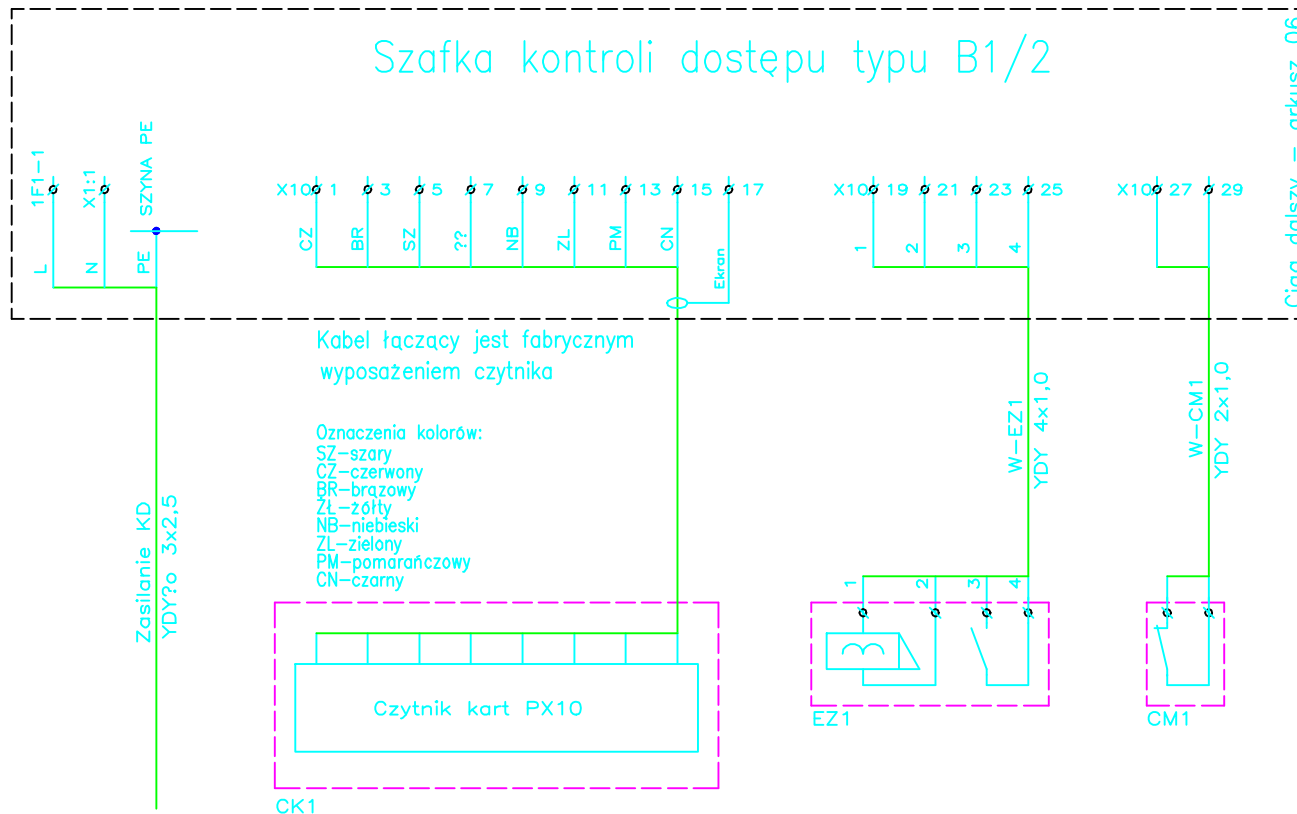 Szafka kontroli dostępu typu B1/2
Ciąg dalszy – arkusz 06
1F1-1
X1:1
SZYNA PE
X10 1 3 5 7 9 11 13 15 17
X10 19 21 23 25
X10 27 29
L
N
PE
CZ
BR
SZ
??
NB
ZL
PM
CN
Ekran
1
2
3
4
Kabel łączący jest fabrycznym
wyposażeniem czytnika
Oznaczenia kolorów:
SZ-szary
CZ-czerwony
BR-brązowy
ŻŁ-żółty
NB-niebieski
ZL-zielony
PM-pomarańczowy
CN-czarny
Zasilanie KD
YDY?o 3x2,5
W-EZ1
YDY 4x1,0
W-CM1
YDY 2x1,0
1
2
3
4
Czytnik kart PX10
CK1
EZ1
CM1